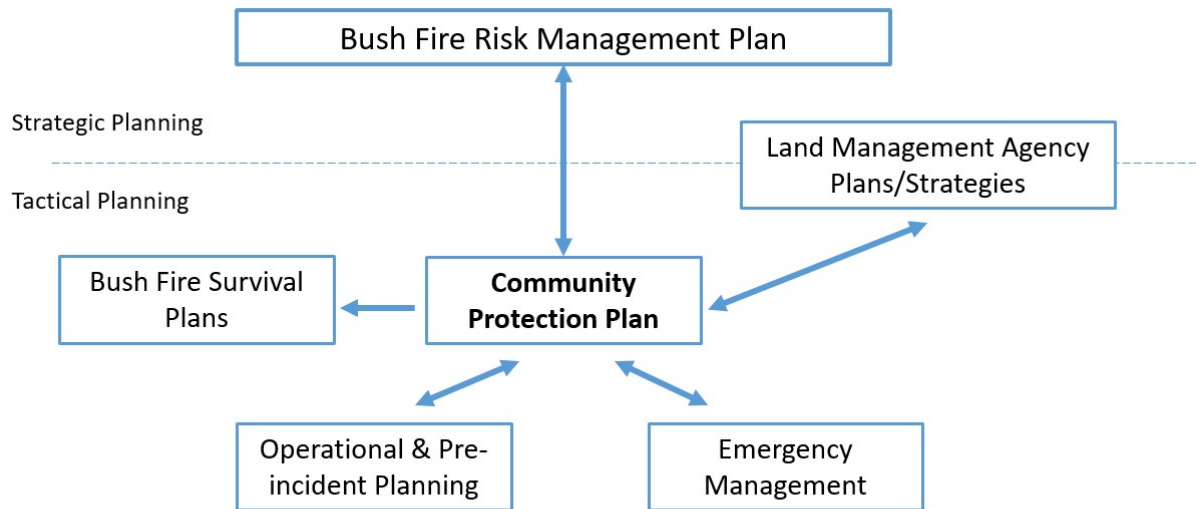 Bush Fire Risk Management Plan
Strategic Planning
Land Management Agency
Plans/Strategies
Tactical Planning
Bush Fire Survival
Plans
Community
Protection Plan
Operational & Pre-
incident Planning
Emergency
Management